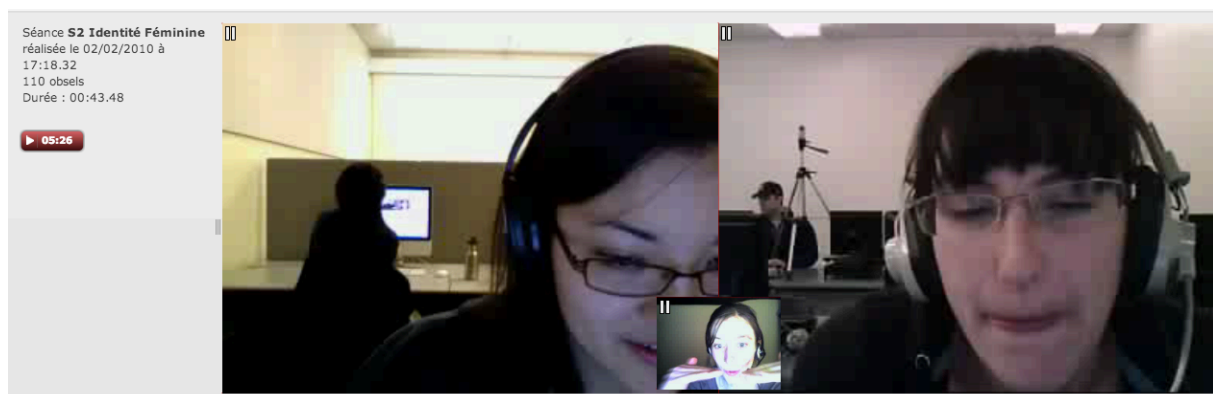 Séance S2 Identité Féminine
réalisée le 02/02/2010 à
17:18.32
110 obsels
Durée : 00:43.48
05:26